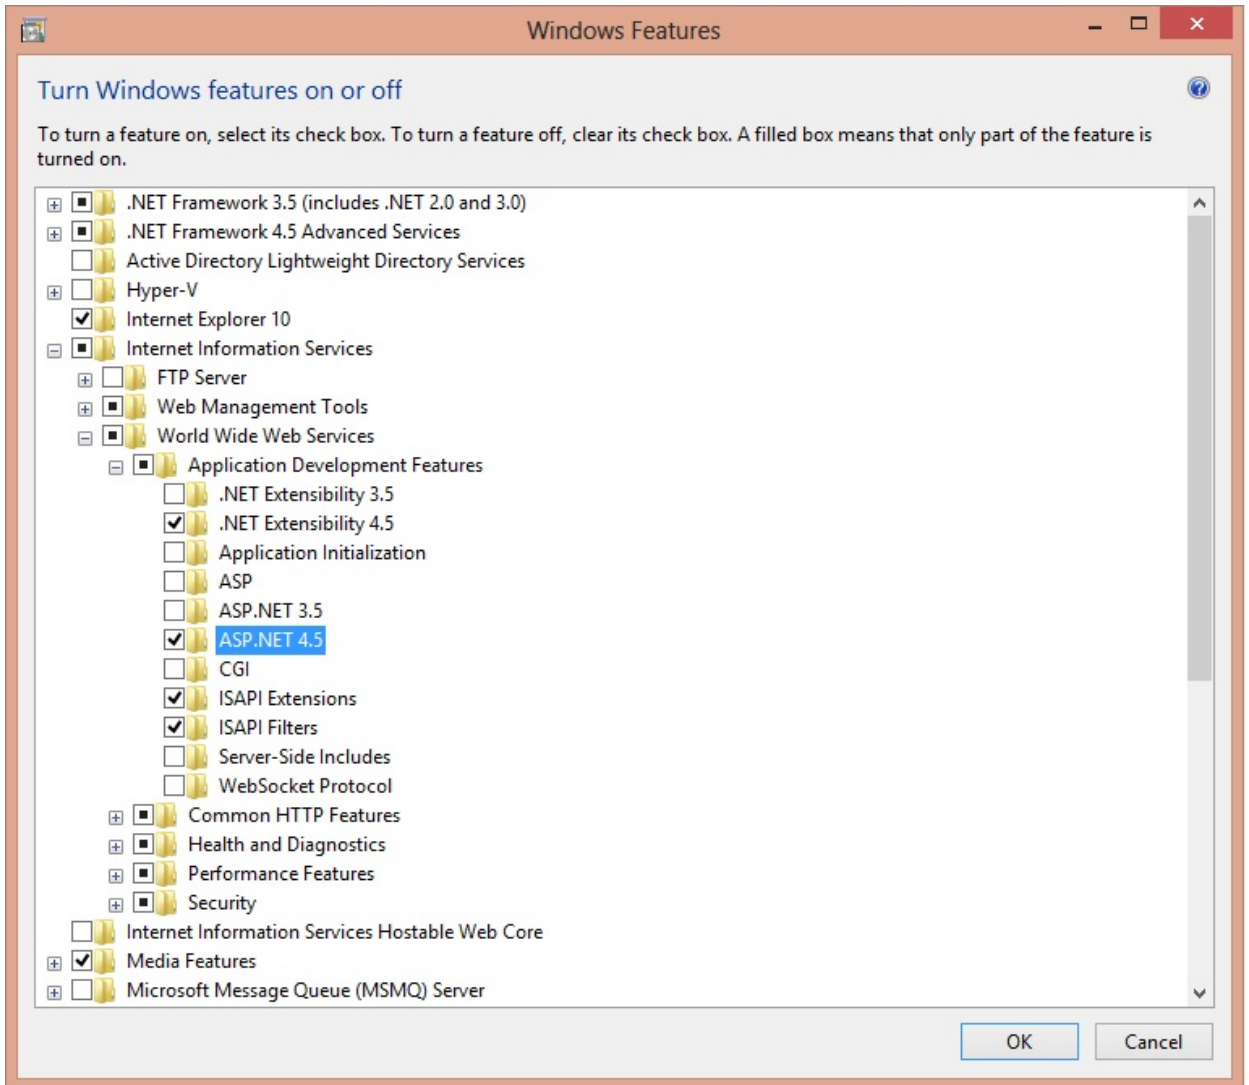 Windows Features
Turn Windows features on or off
To turn a feature on, select its check box. To turn a feature off, clear its check box. A filled box means that only part of the feature is
turned on.
.NET Framework 3.5 (includes .NET 2.0 and 3.0)
.NET Framework 4.5 Advanced Services
Active Directory Lightweight Directory Services
Hyper-V
Internet Explorer 10
Internet Information Services
FTP Server
Web Management Tools
World Wide Web Services
Application Development Features
.NET Extensibility 3.5
.NET Extensibility 4.5
Application Initialization
ASP
ASP.NET 3.5
ASP.NET 4.5
CGI
ISAPI Extensions
ISAPI Filters
Server-Side Includes
WebSocket Protocol
Common HTTP Features
Health and Diagnostics
Performance Features
Security
Internet Information Services Hostable Web Core
Media Features
Microsoft Message Queue (MSMQ) Server
OK
Cancel